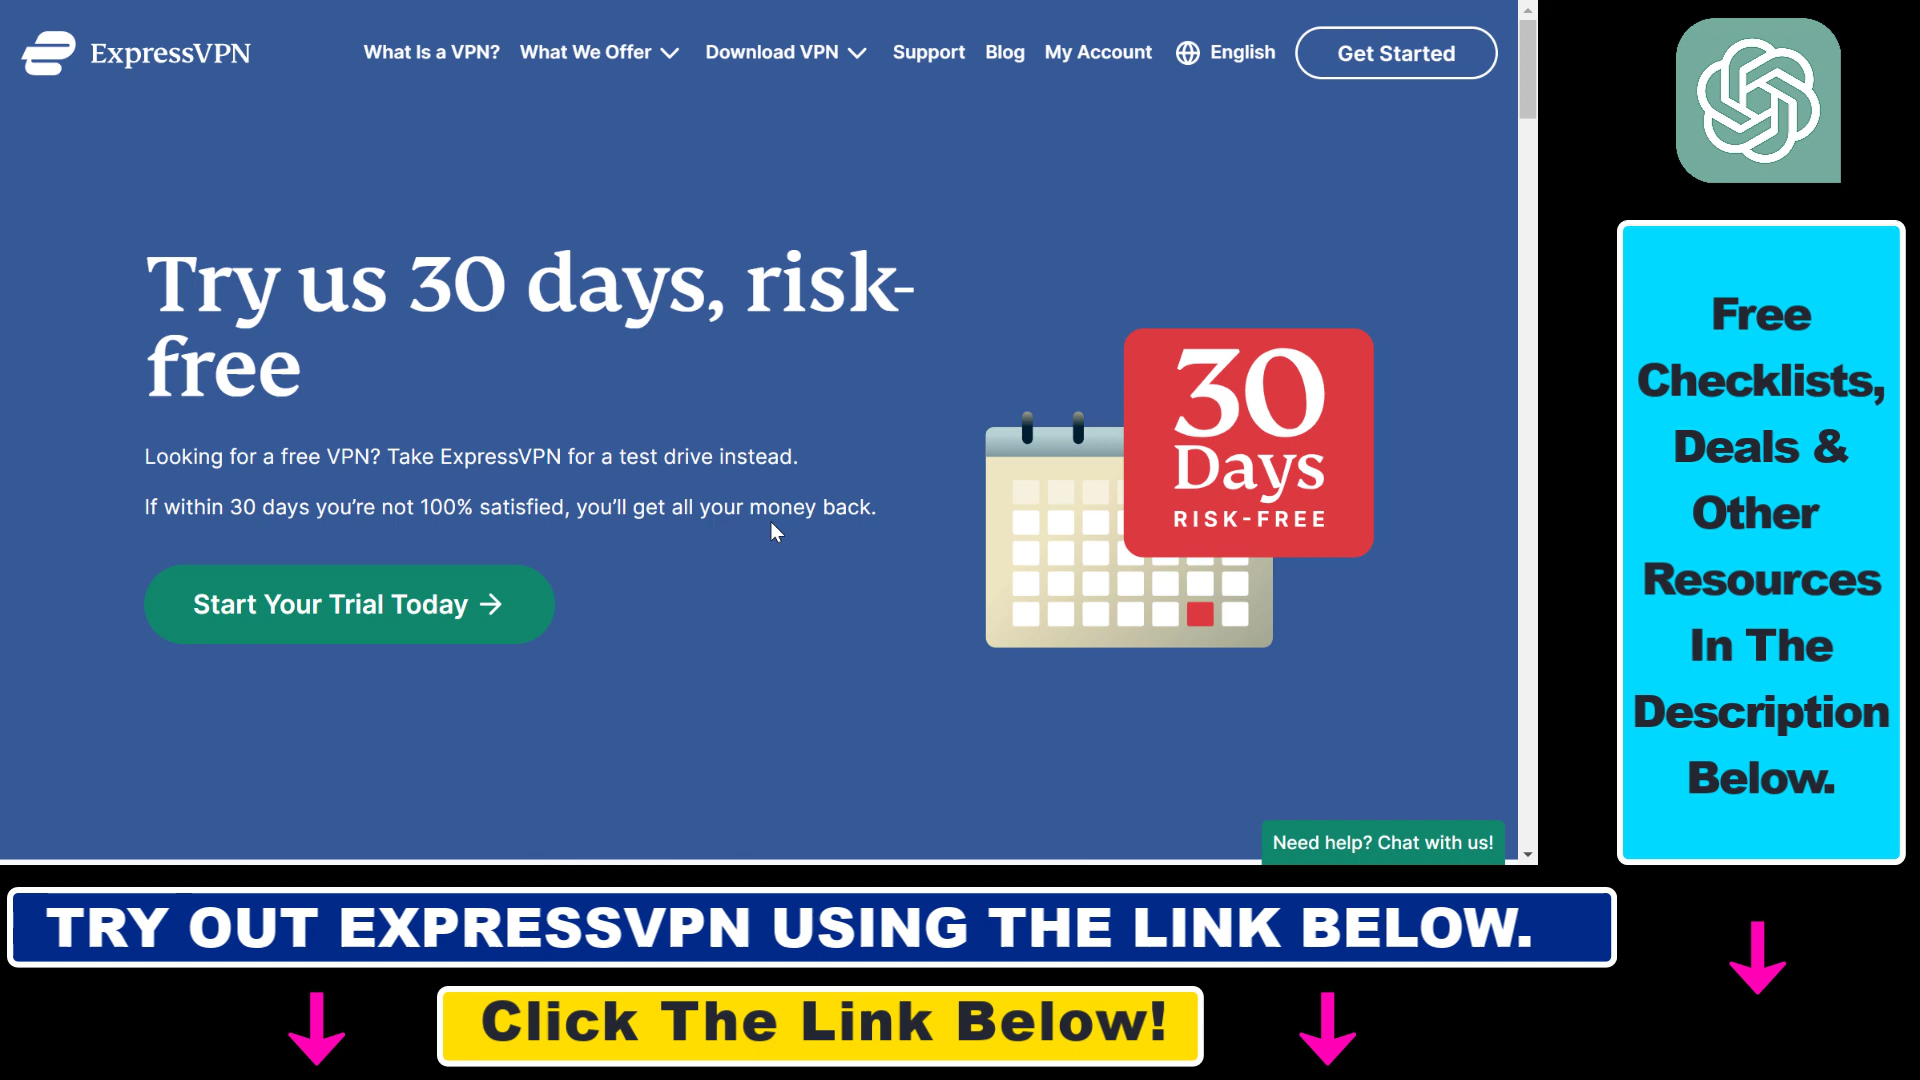 ExpressVPN
What Is a VPN? What We Offer Download VPN Support Blog My Account English Get Started
Try us 30 days, risk-
free
Looking for a free VPN? Take ExpressVPN for a test drive instead.
If within 30 days you're not 100% satisfied, you'll get all your money back.
Start Your Trial Today
30
Days
RISK-FREE
Need help? Chat with us!
Free
Checklists,
Deals &
Other
Resources
In The
Description
Below.
TRY OUT EXPRESSVPN USING THE LINK BELOW.
Click The Link Below!